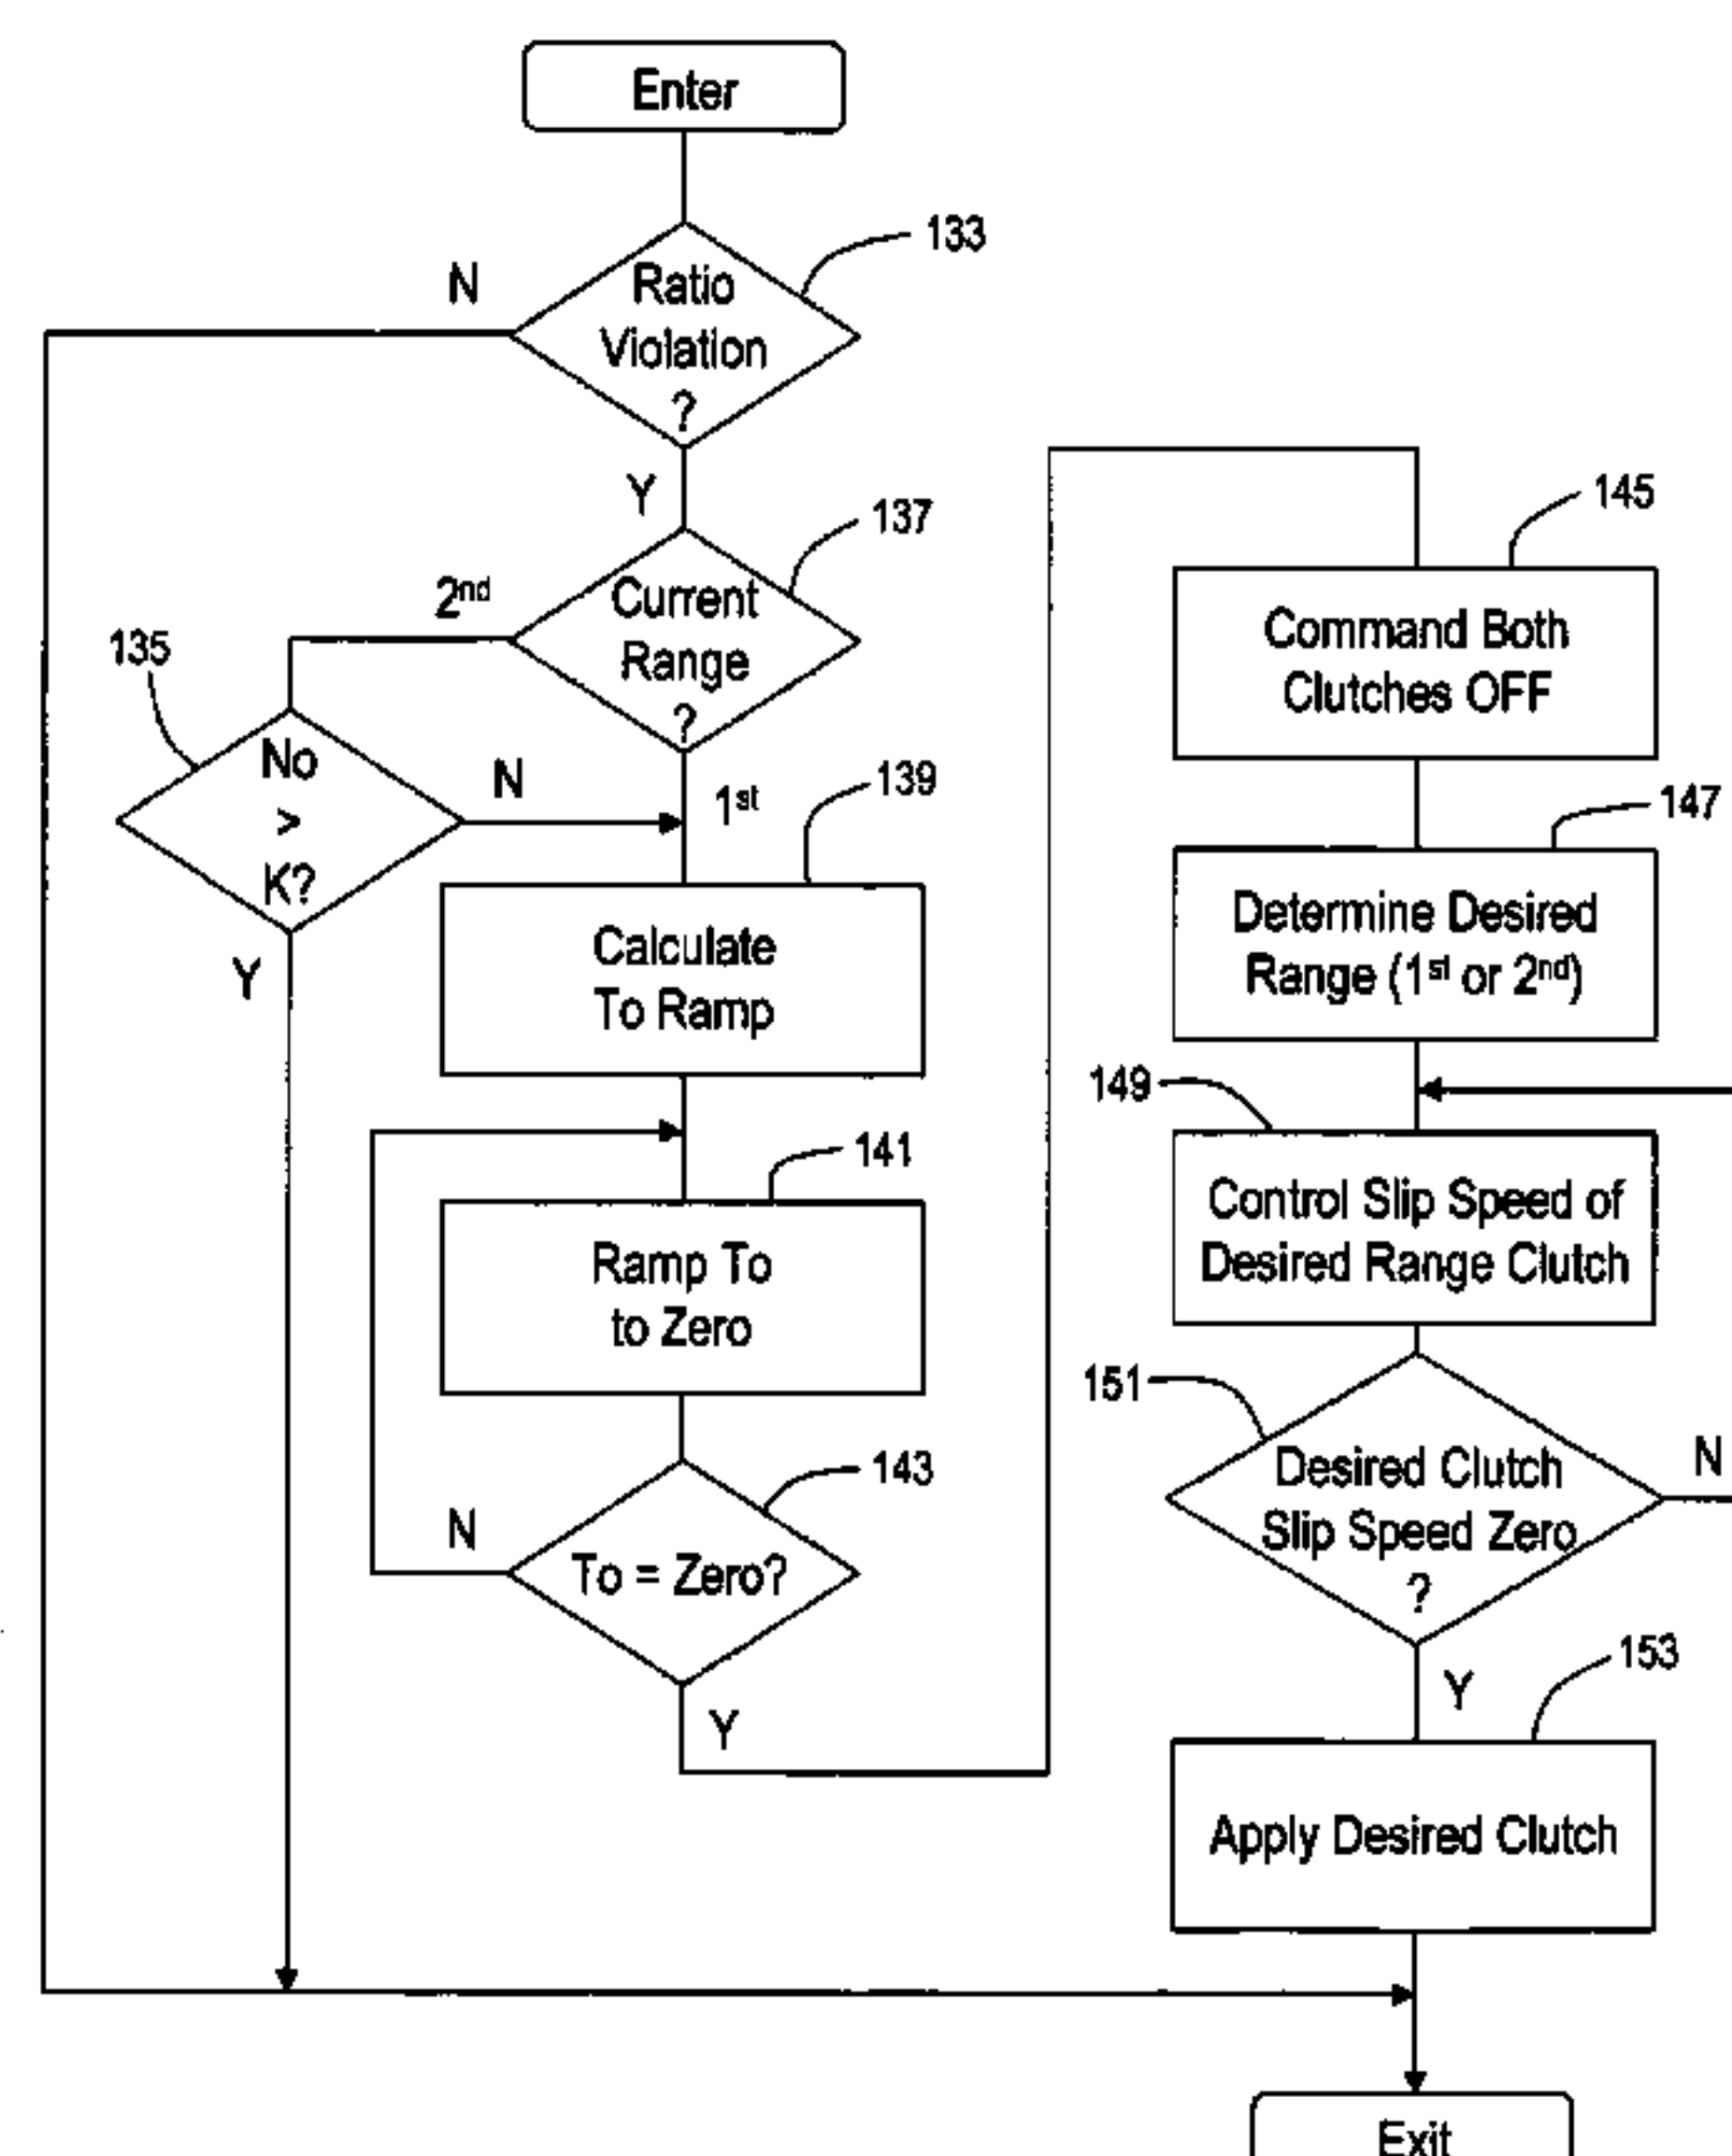 Enter
133
N
Ratio
Violation
?
Y
137
2nd
Current
Range
?
135
No
>
K?
N
1st
139
Y
Calculate
To Ramp
141
Ramp To
to Zero
143
N
To = Zero?
Y
145
Command Both
Clutches OFF
147
Determine Desired
Range (1st or 2nd)
149
Control Slip Speed of
Desired Range Clutch
151
N
Desired Clutch
Slip Speed Zero
?
Y
153
Apply Desired Clutch
Exit